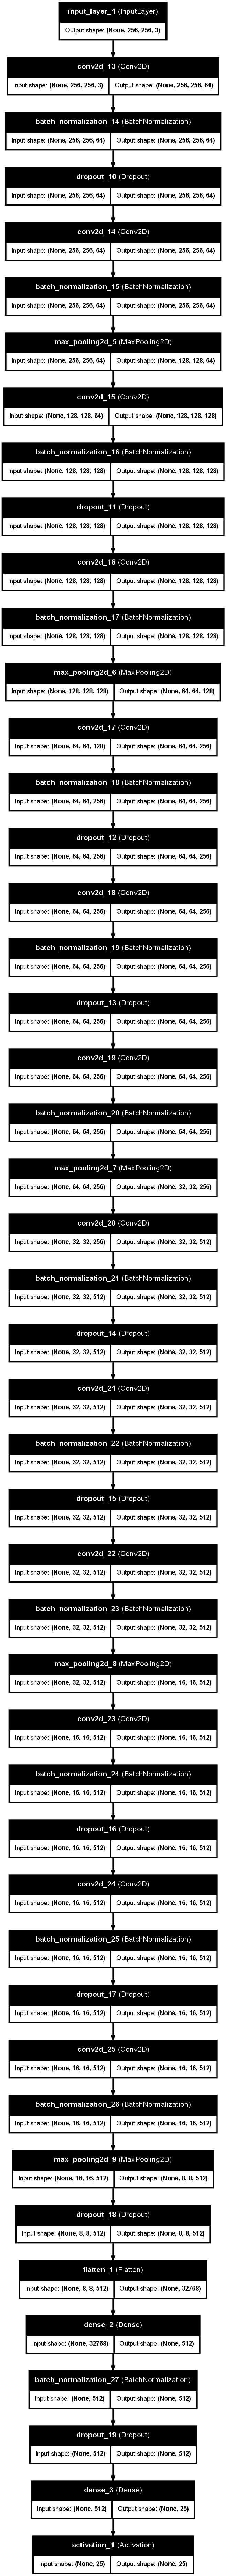 input_layer_1 (InputLayer)
Output shape: (None, 256, 256, 3)
conv2d_13 (Conv2D)
Input shape: (None, 256, 256, 3) Output shape: (None, 256, 256, 64)
batch_normalization_14 (BatchNormalization)
Input shape: (None, 256, 256, 64) Output shape: (None, 256, 256, 64)
dropout_10 (Dropout)
Input shape: (None, 256, 256, 64) Output shape: (None, 256, 256, 64)
conv2d_14 (Conv2D)
Input shape: (None, 256, 256, 64) Output shape: (None, 256, 256, 64)
batch_normalization_15 (BatchNormalization)
Input shape: (None, 256, 256, 64) Output shape: (None, 256, 256, 64)
max_pooling2d_5 (MaxPooling2D)
Input shape: (None, 256, 256, 64) Output shape: (None, 128, 128, 64)
conv2d_15 (Conv2D)
Input shape: (None, 128, 128, 64) Output shape: (None, 128, 128, 128)
batch_normalization_16 (BatchNormalization)
Input shape: (None, 128, 128, 128) Output shape: (None, 128, 128, 128)
dropout_11 (Dropout)
Input shape: (None, 128, 128, 128) Output shape: (None, 128, 128, 128)
conv2d_16 (Conv2D)
Input shape: (None, 128, 128, 128) Output shape: (None, 128, 128, 128)
batch_normalization_17 (BatchNormalization)
Input shape: (None, 128, 128, 128) Output shape: (None, 128, 128, 128)
max_pooling2d_6 (MaxPooling2D)
Input shape: (None, 128, 128, 128) Output shape: (None, 64, 64, 128)
conv2d_17 (Conv2D)
Input shape: (None, 64, 64, 128) Output shape: (None, 64, 64, 256)
batch_normalization_18 (BatchNormalization)
Input shape: (None, 64, 64, 256) Output shape: (None, 64, 64, 256)
dropout_12 (Dropout)
Input shape: (None, 64, 64, 256) Output shape: (None, 64, 64, 256)
conv2d_18 (Conv2D)
Input shape: (None, 64, 64, 256) Output shape: (None, 64, 64, 256)
batch_normalization_19 (BatchNormalization)
Input shape: (None, 64, 64, 256) Output shape: (None, 64, 64, 256)
dropout_13 (Dropout)
Input shape: (None, 64, 64, 256) Output shape: (None, 64, 64, 256)
conv2d_19 (Conv2D)
Input shape: (None, 64, 64, 256) Output shape: (None, 64, 64, 256)
batch_normalization_20 (BatchNormalization)
Input shape: (None, 64, 64, 256) Output shape: (None, 64, 64, 256)
max_pooling2d_7 (MaxPooling2D)
Input shape: (None, 64, 64, 256) Output shape: (None, 32, 32, 256)
conv2d_20 (Conv2D)
Input shape: (None, 32, 32, 256) Output shape: (None, 32, 32, 512)
batch_normalization_21 (BatchNormalization)
Input shape: (None, 32, 32, 512) Output shape: (None, 32, 32, 512)
dropout_14 (Dropout)
Input shape: (None, 32, 32, 512) Output shape: (None, 32, 32, 512)
conv2d_21 (Conv2D)
Input shape: (None, 32, 32, 512) Output shape: (None, 32, 32, 512)
batch_normalization_22 (BatchNormalization)
Input shape: (None, 32, 32, 512) Output shape: (None, 32, 32, 512)
dropout_15 (Dropout)
Input shape: (None, 32, 32, 512) Output shape: (None, 32, 32, 512)
conv2d_22 (Conv2D)
Input shape: (None, 32, 32, 512) Output shape: (None, 32, 32, 512)
batch_normalization_23 (BatchNormalization)
Input shape: (None, 32, 32, 512) Output shape: (None, 32, 32, 512)
max_pooling2d_8 (MaxPooling2D)
Input shape: (None, 32, 32, 512) Output shape: (None, 16, 16, 512)
conv2d_23 (Conv2D)
Input shape: (None, 16, 16, 512) Output shape: (None, 16, 16, 512)
batch_normalization_24 (BatchNormalization)
Input shape: (None, 16, 16, 512) Output shape: (None, 16, 16, 512)
dropout_16 (Dropout)
Input shape: (None, 16, 16, 512) Output shape: (None, 16, 16, 512)
conv2d_24 (Conv2D)
Input shape: (None, 16, 16, 512) Output shape: (None, 16, 16, 512)
batch_normalization_25 (BatchNormalization)
Input shape: (None, 16, 16, 512) Output shape: (None, 16, 16, 512)
dropout_17 (Dropout)
Input shape: (None, 16, 16, 512) Output shape: (None, 16, 16, 512)
conv2d_25 (Conv2D)
Input shape: (None, 16, 16, 512) Output shape: (None, 16, 16, 512)
batch_normalization_26 (BatchNormalization)
Input shape: (None, 16, 16, 512) Output shape: (None, 16, 16, 512)
max_pooling2d_9 (MaxPooling2D)
Input shape: (None, 16, 16, 512) Output shape: (None, 8, 8, 512)
dropout_18 (Dropout)
Input shape: (None, 8, 8, 512) Output shape: (None, 8, 8, 512)
flatten_1 (Flatten)
Input shape: (None, 8, 8, 512) Output shape: (None, 32768)
dense_2 (Dense)
Input shape: (None, 32768) Output shape: (None, 512)
batch_normalization_27 (BatchNormalization)
Input shape: (None, 512) Output shape: (None, 512)
dropout_19 (Dropout)
Input shape: (None, 512) Output shape: (None, 512)
dense_3 (Dense)
Input shape: (None, 512) Output shape: (None, 25)
activation_1 (Activation)
Input shape: (None, 25) Output shape: (None, 25)